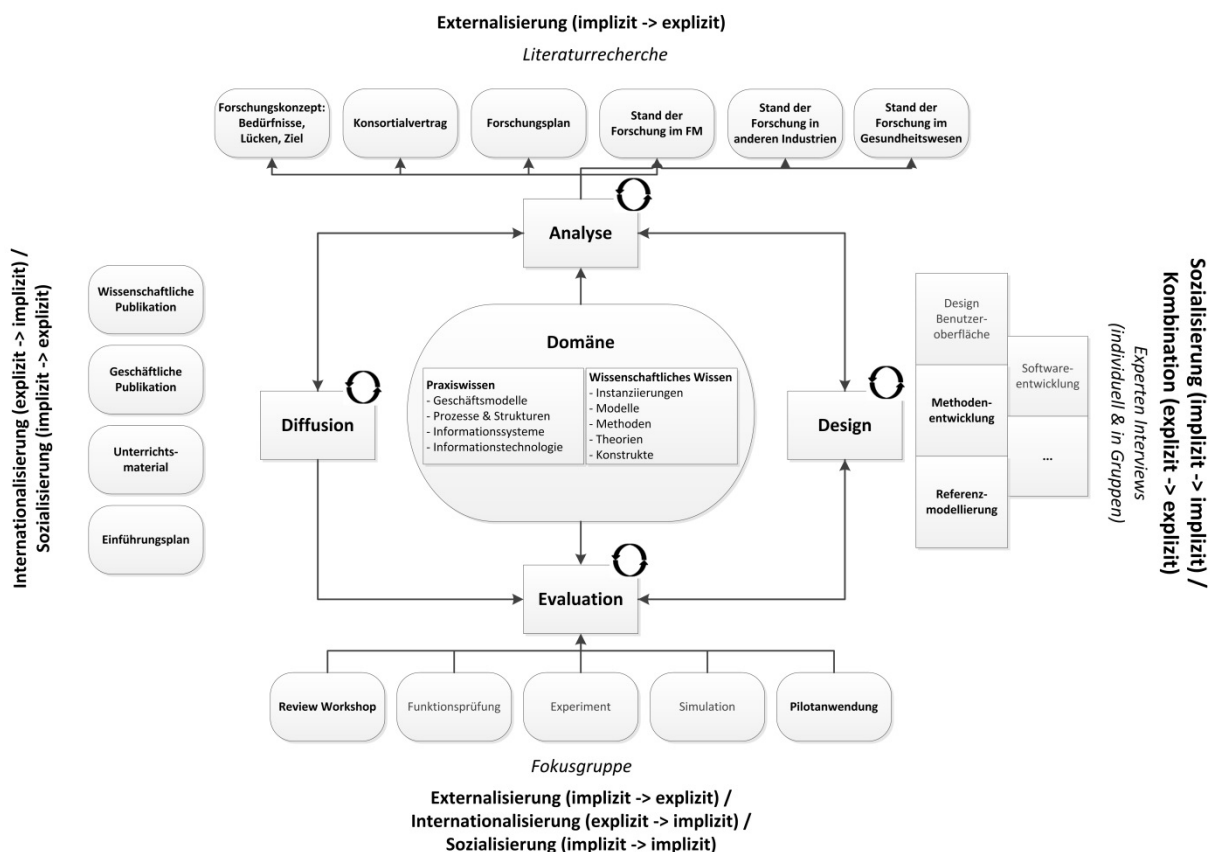 Externalisierung (implizit -> explizit)
Literaturrecherche
Forschungskonzept:
Bedürfnisse,
Lücken, Ziel
Konsortialvertrag
Forschungsplan
Stand der
Forschung im FM
Stand der
Forschung in
anderen Industrien
Stand der
Forschung im
Gesundheitswesen
Analyse
Internationalisierung (explizit -> implizit) /
Sozialisierung (implizit -> explizit)
Wissenschaftliche
Publikation
Geschäftliche
Publikation
Unterrichts-
material
Einführungsplan
Diffusion
Domäne
Praxiswissen
- Geschäftsmodelle
- Prozesse & Strukturen
- Informationssysteme
- Informationstechnologie
Wissenschaftliches Wissen
- Instanziierungen
- Modelle
- Methoden
- Theorien
- Konstrukte
Design
Design
Benutzer-
oberfläche
Software-
entwicklung
Methoden-
entwicklung
...
Referenz-
modellierung
Experten Interviews
(individuell & in Gruppen)
Sozialisierung (implizit -> implizit) /
Kombination (explizit -> explizit)
Evaluation
Review Workshop
Funktionsprüfung
Experiment
Simulation
Pilotanwendung
Fokusgruppe
Externalisierung (implizit -> explizit) /
Internationalisierung (explizit -> implizit) /
Sozialisierung (implizit -> implizit)